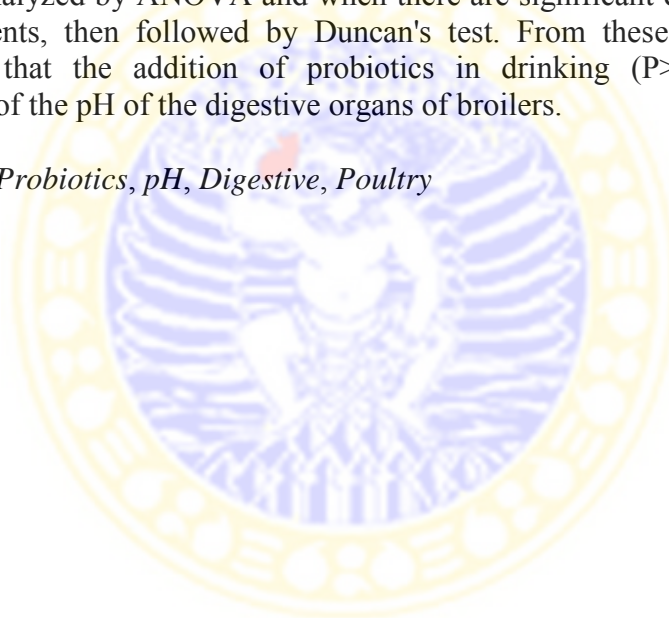 alyzed by ANOVA and when there are significant
ents, then followed by Duncan's test. From these
that the addition of probiotics in drinking (P>
of the pH of the digestive organs of broilers.
Probiotics, pH, Digestive, Poultry